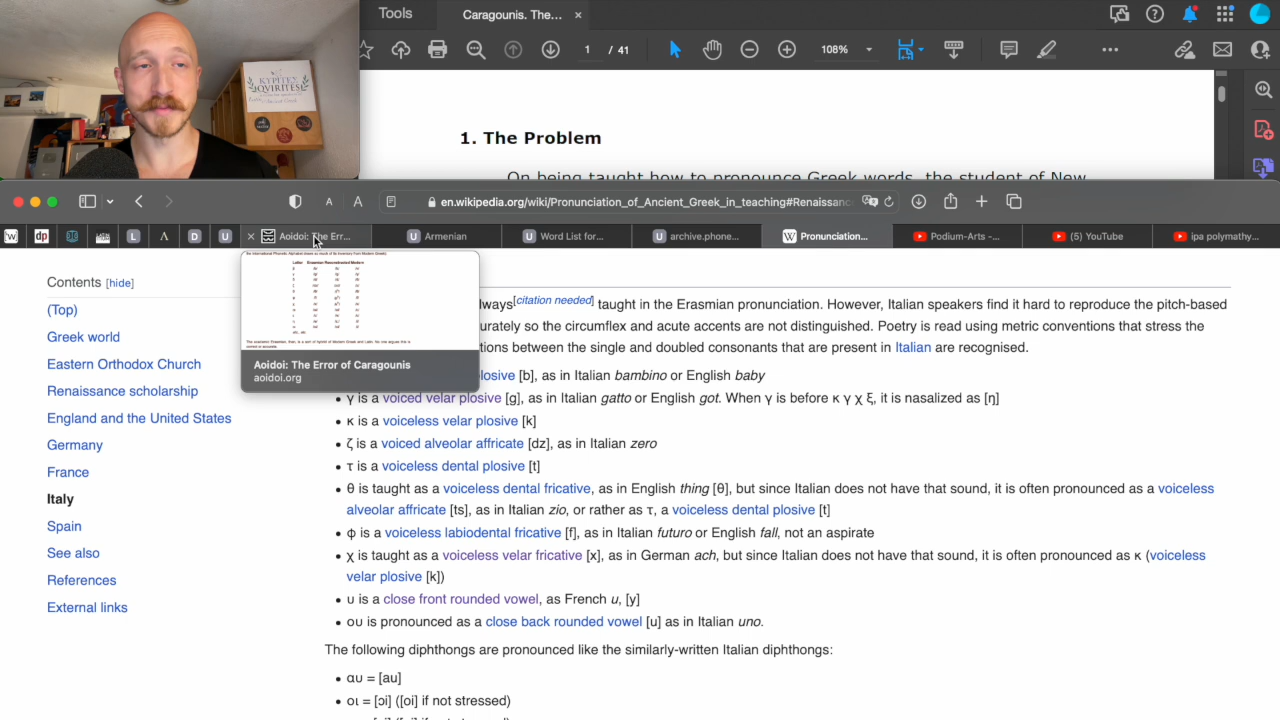 Tools
Caragounis. The... ×
1 / 41
108%
ΚΥΡΙΤΕΣ
QVIRITES
1. The Problem
On being taught how to pronounce Greek words, the student of New
A A en.wikipedia.org/wiki/Pronunciation_of_Ancient_Greek_in_teaching#Renaissanc
W dp L Λ D U × Aoidoi: The Err... U Armenian U Word List for... U archive.phone... W Pronunciation... Podium-Arts -... (5) YouTube ipa polymathy...
Contents [hide]
(Top)
Greek world
Eastern Orthodox Church
Renaissance scholarship
England and the United States
Germany
France
Italy
Spain
See also
References
External links
Letter Erasmian Reconstructed Modern
Aoidoi: The Error of Caragounis
aoidoi.org
lways[citation needed] taught in the Erasmian pronunciation. However, Italian speakers find it hard to reproduce the pitch-based
urately so the circumflex and acute accents are not distinguished. Poetry is read using metric conventions that stress the
tions between the single and doubled consonants that are present in Italian are recognised.
losive [b], as in Italian bambino or English baby
• γ is a voiced velar plosive [g], as in Italian gatto or English got. When γ is before κ γ χ ξ, it is nasalized as [ŋ]
• κ is a voiceless velar plosive [k]
• ζ is a voiced alveolar affricate [dz], as in Italian zero
• τ is a voiceless dental plosive [t]
• θ is taught as a voiceless dental fricative, as in English thing [θ], but since Italian does not have that sound, it is often pronounced as a voiceless
alveolar affricate [ts], as in Italian zio, or rather as τ, a voiceless dental plosive [t]
• φ is a voiceless labiodental fricative [f], as in Italian futuro or English fall, not an aspirate
• χ is taught as a voiceless velar fricative [x], as in German ach, but since Italian does not have that sound, it is often pronounced as κ (voiceless
velar plosive [k])
• υ is a close front rounded vowel, as French u, [y]
• ου is pronounced as a close back rounded vowel [u] as in Italian uno.
The following diphthongs are pronounced like the similarly-written Italian diphthongs:
• αυ = [au]
• οι = [ɔi] ([oi] if not stressed)